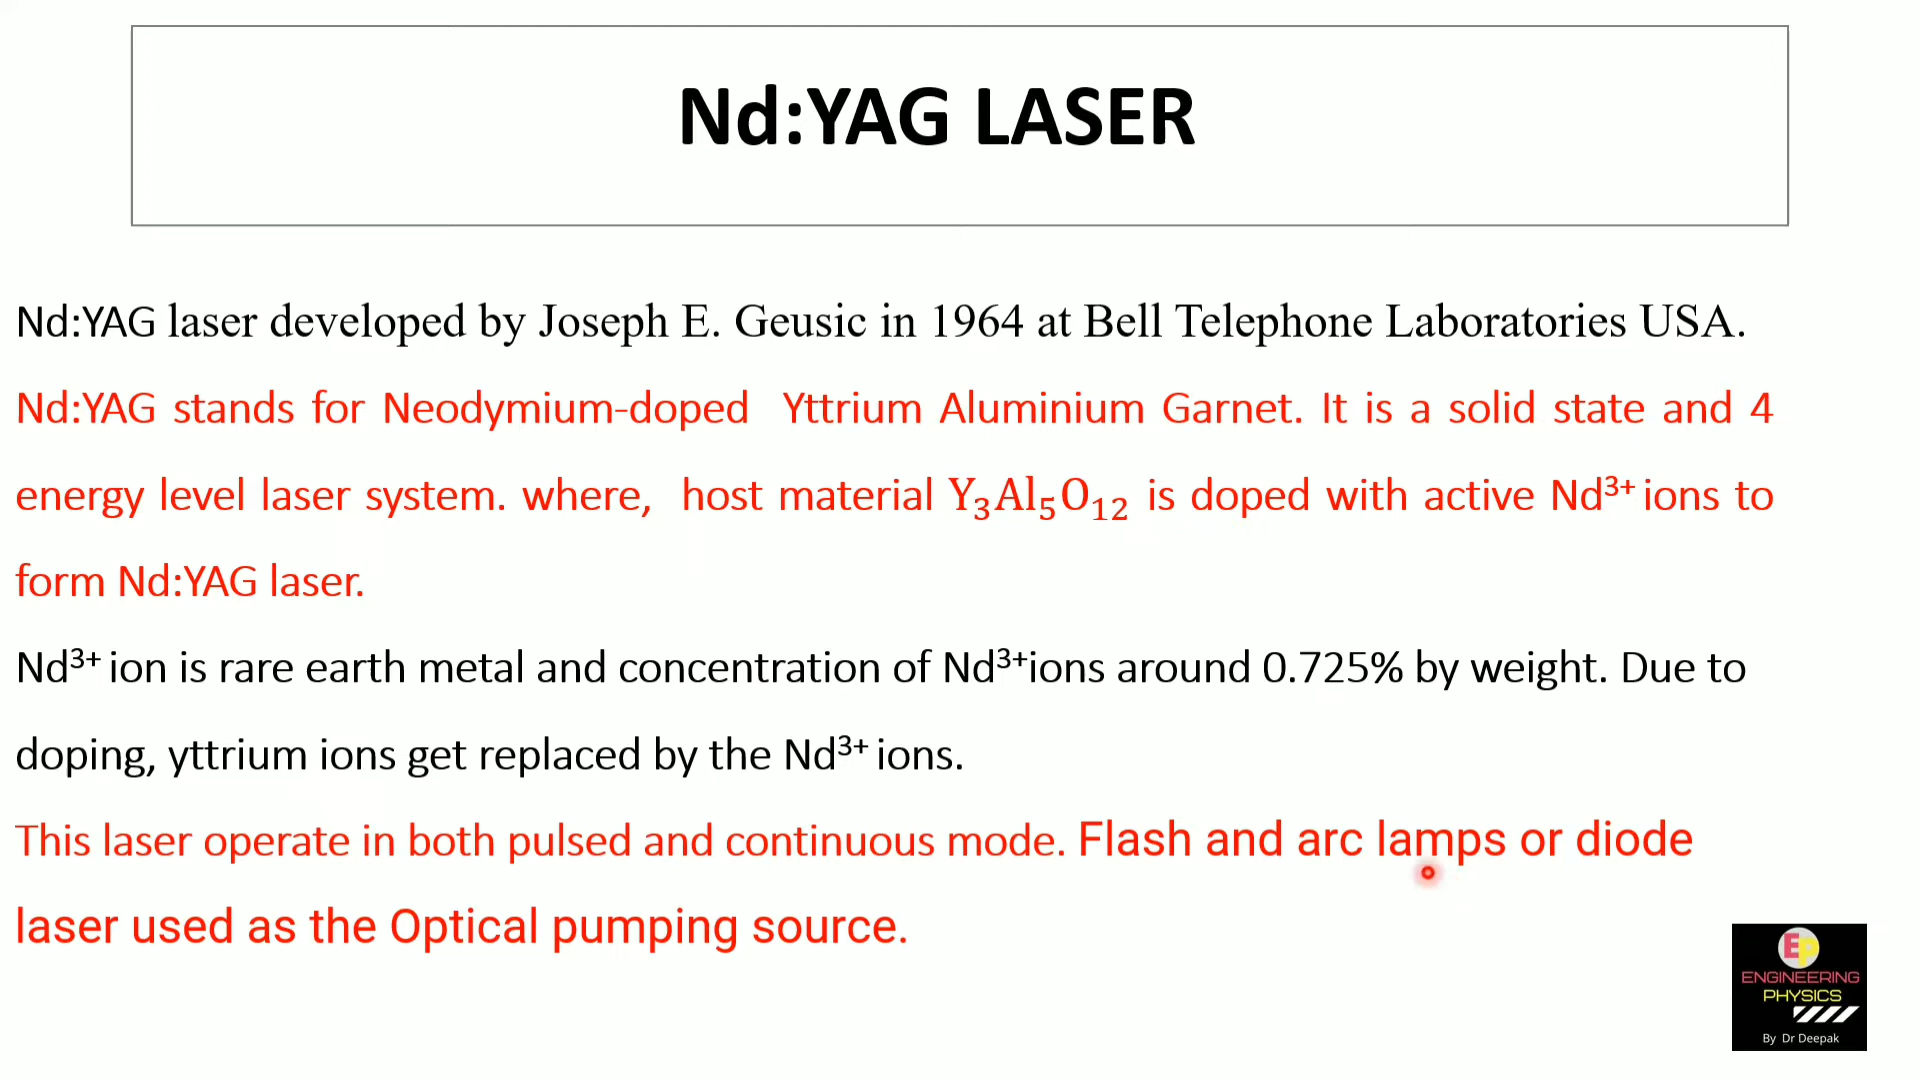 Nd:YAG LASER
Nd:YAG laser developed by Joseph E. Geusic in 1964 at Bell Telephone Laboratories USA.
Nd:YAG stands for Neodymium-doped Yttrium Aluminium Garnet. It is a solid state and 4
energy level laser system. where, host material Y₃Al₅O₁₂ is doped with active Nd³⁺ ions to
form Nd:YAG laser.
Nd³⁺ ion is rare earth metal and concentration of Nd³⁺ions around 0.725% by weight. Due to
doping, yttrium ions get replaced by the Nd³⁺ ions.
This laser operate in both pulsed and continuous mode. Flash and arc lamps or diode
laser used as the Optical pumping source.
Ep
ENGINEERING
PHYSICS
By Dr Deepak